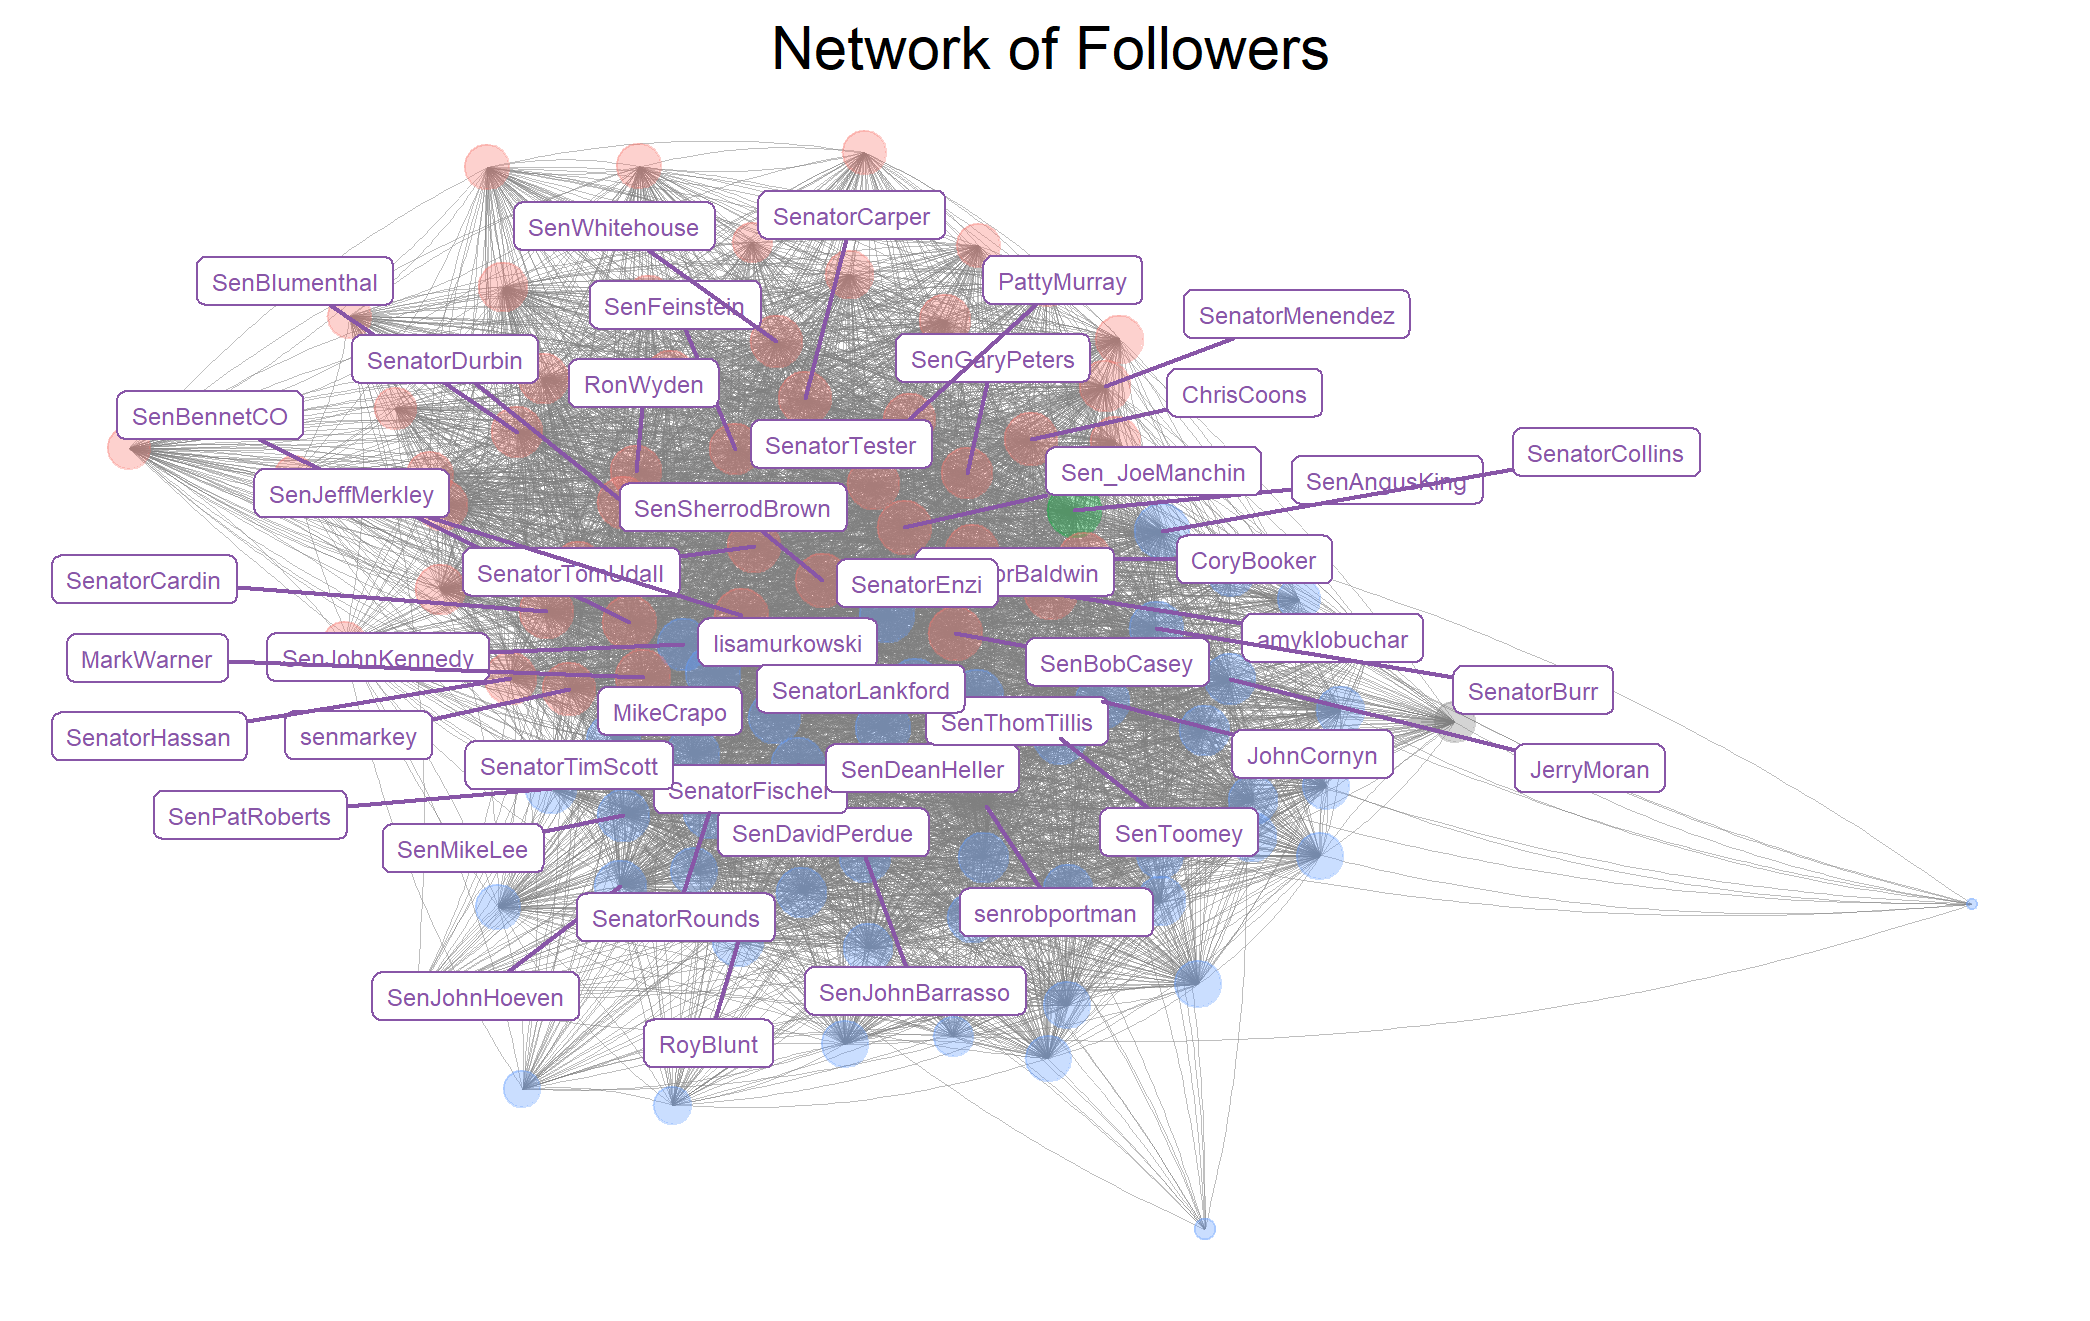 Network of Followers
SenatorCarper
SenWhitehouse
SenBlumenthal
PattyMurray
SenFeinstein
SenatorMenendez
SenatorDurbin
SenGaryPeters
RonWyden
ChrisCoons
SenBennetCO
SenatorTester
SenatorCollins
Sen_JoeManchin
SenAngusKing
SenJeffMerkley
SenSherrodBrown
CoryBooker
SenatorCardin
SenatorTomUdall
SenatorEnzi
orBaldwin
amyklobuchar
lisamurkowski
MarkWarner
SenJohnKennedy
SenBobCasey
SenatorLankford
SenatorBurr
MikeCrapo
SenThomTillis
SenatorHassan
senmarkey
JohnCornyn
SenatorTimScott
SenDeanHeller
JerryMoran
SenatorFischer
SenPatRoberts
SenDavidPerdue
SenToomey
SenMikeLee
senrobportman
SenatorRounds
SenJohnBarrasso
SenJohnHoeven
RoyBlunt